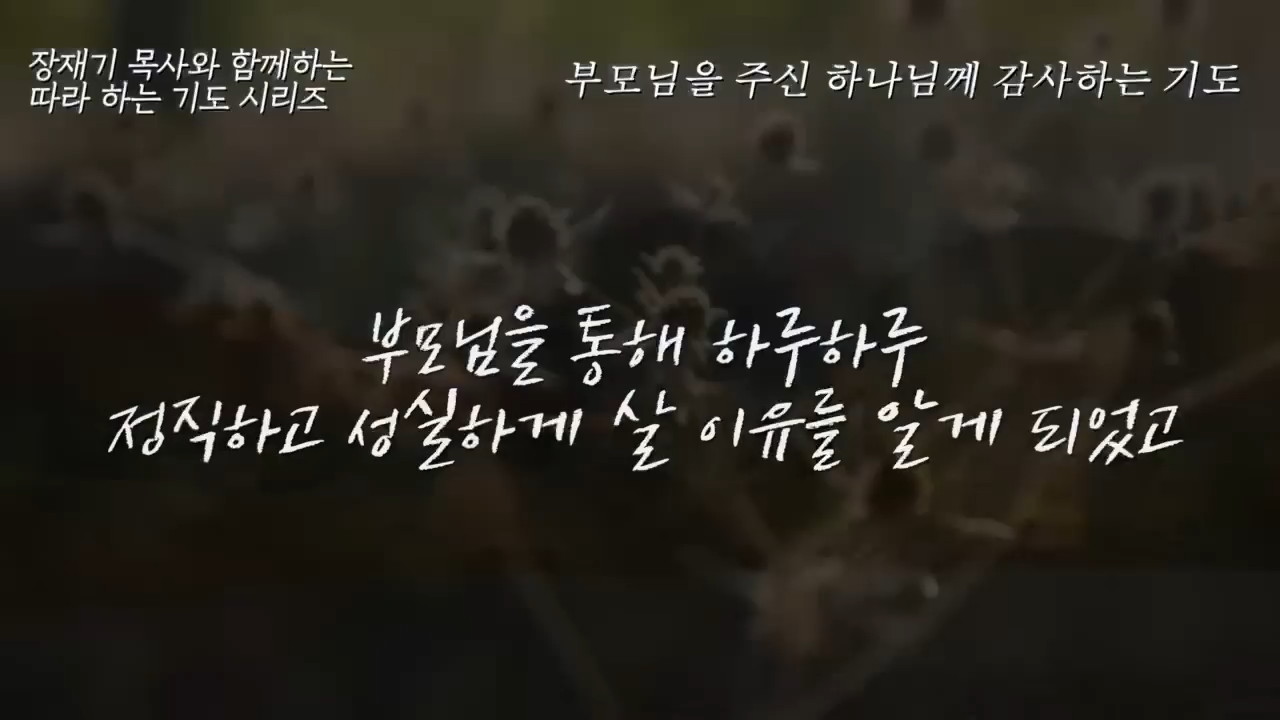 장재기 목사와 함께하는
따라 하는 기도 시리즈
부모님을 주신 하나님께 감사하는 기도
부모님을 통해 하루하루
정직하고 성실하게 살 이유를 알게 되었고